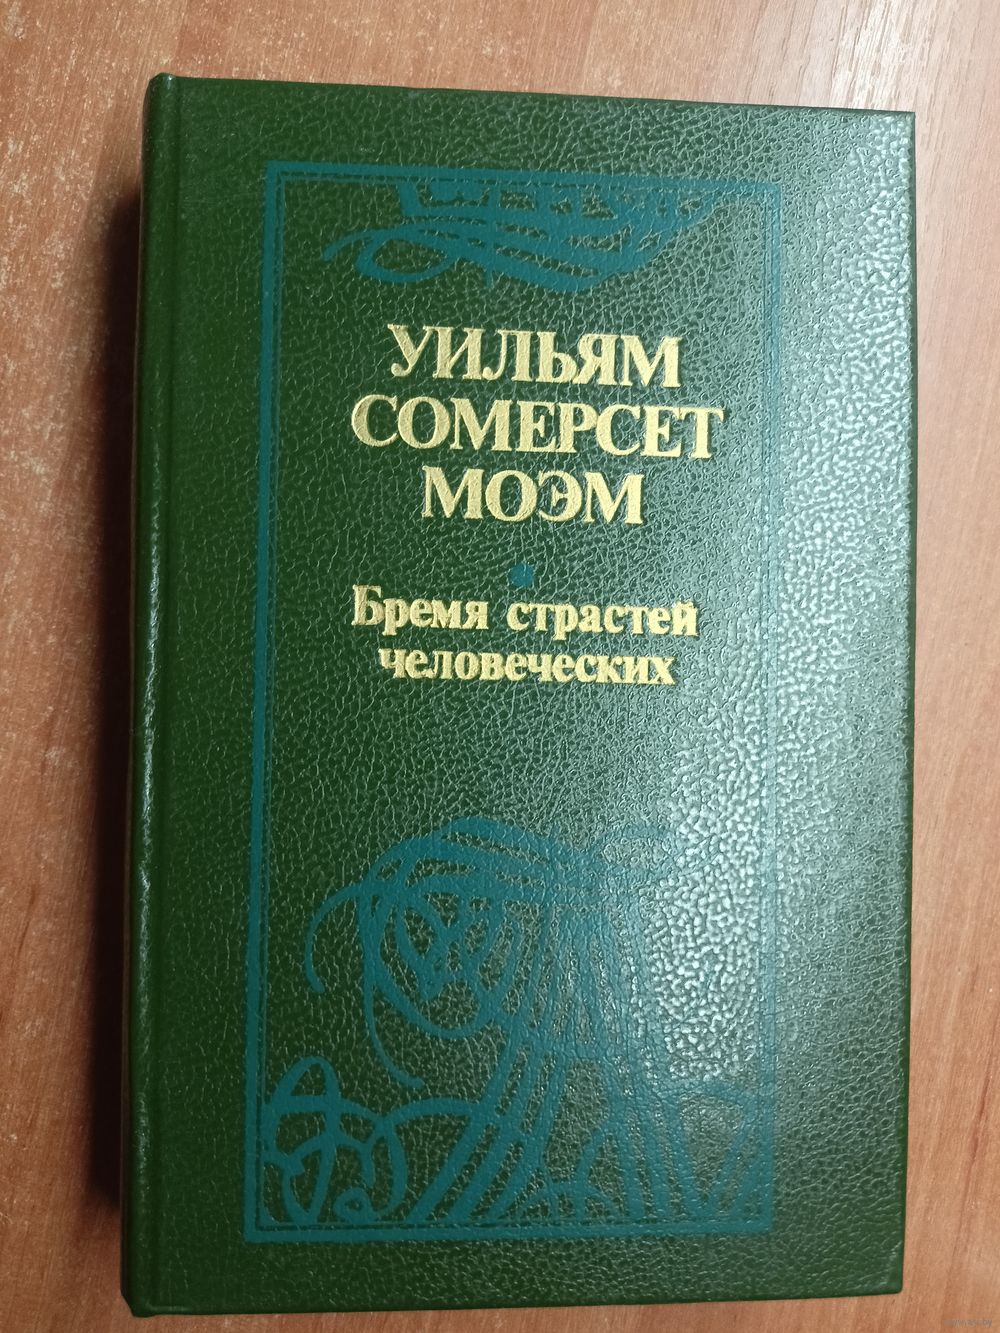 УИЛЬЯМ
СОМЕРСЕТ
МОЭМ
Бремя страстей
человеческих